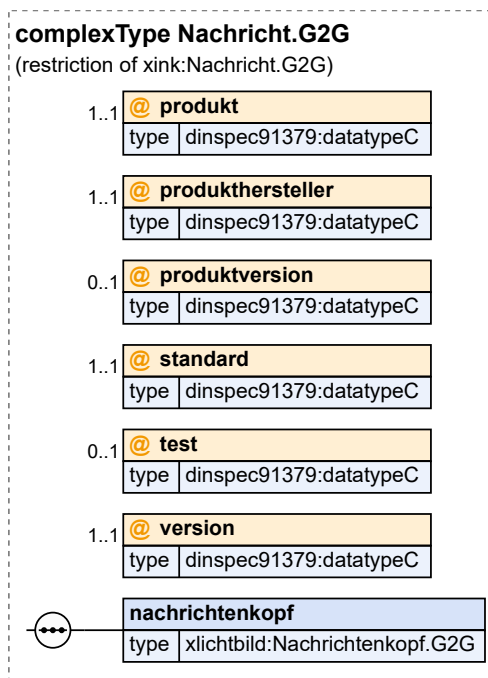 complexType Nachricht.G2G
(restriction of xink:Nachricht.G2G)
1..1 @ produkt
type dinspec91379:datatypeC
1..1 @ produkthersteller
type dinspec91379:datatypeC
0..1 @ produktversion
type dinspec91379:datatypeC
1..1 @ standard
type dinspec91379:datatypeC
0..1 @ test
type dinspec91379:datatypeC
1..1 @ version
type dinspec91379:datatypeC
nachrichtenkopf
type xlichtbild:Nachrichtenkopf.G2G